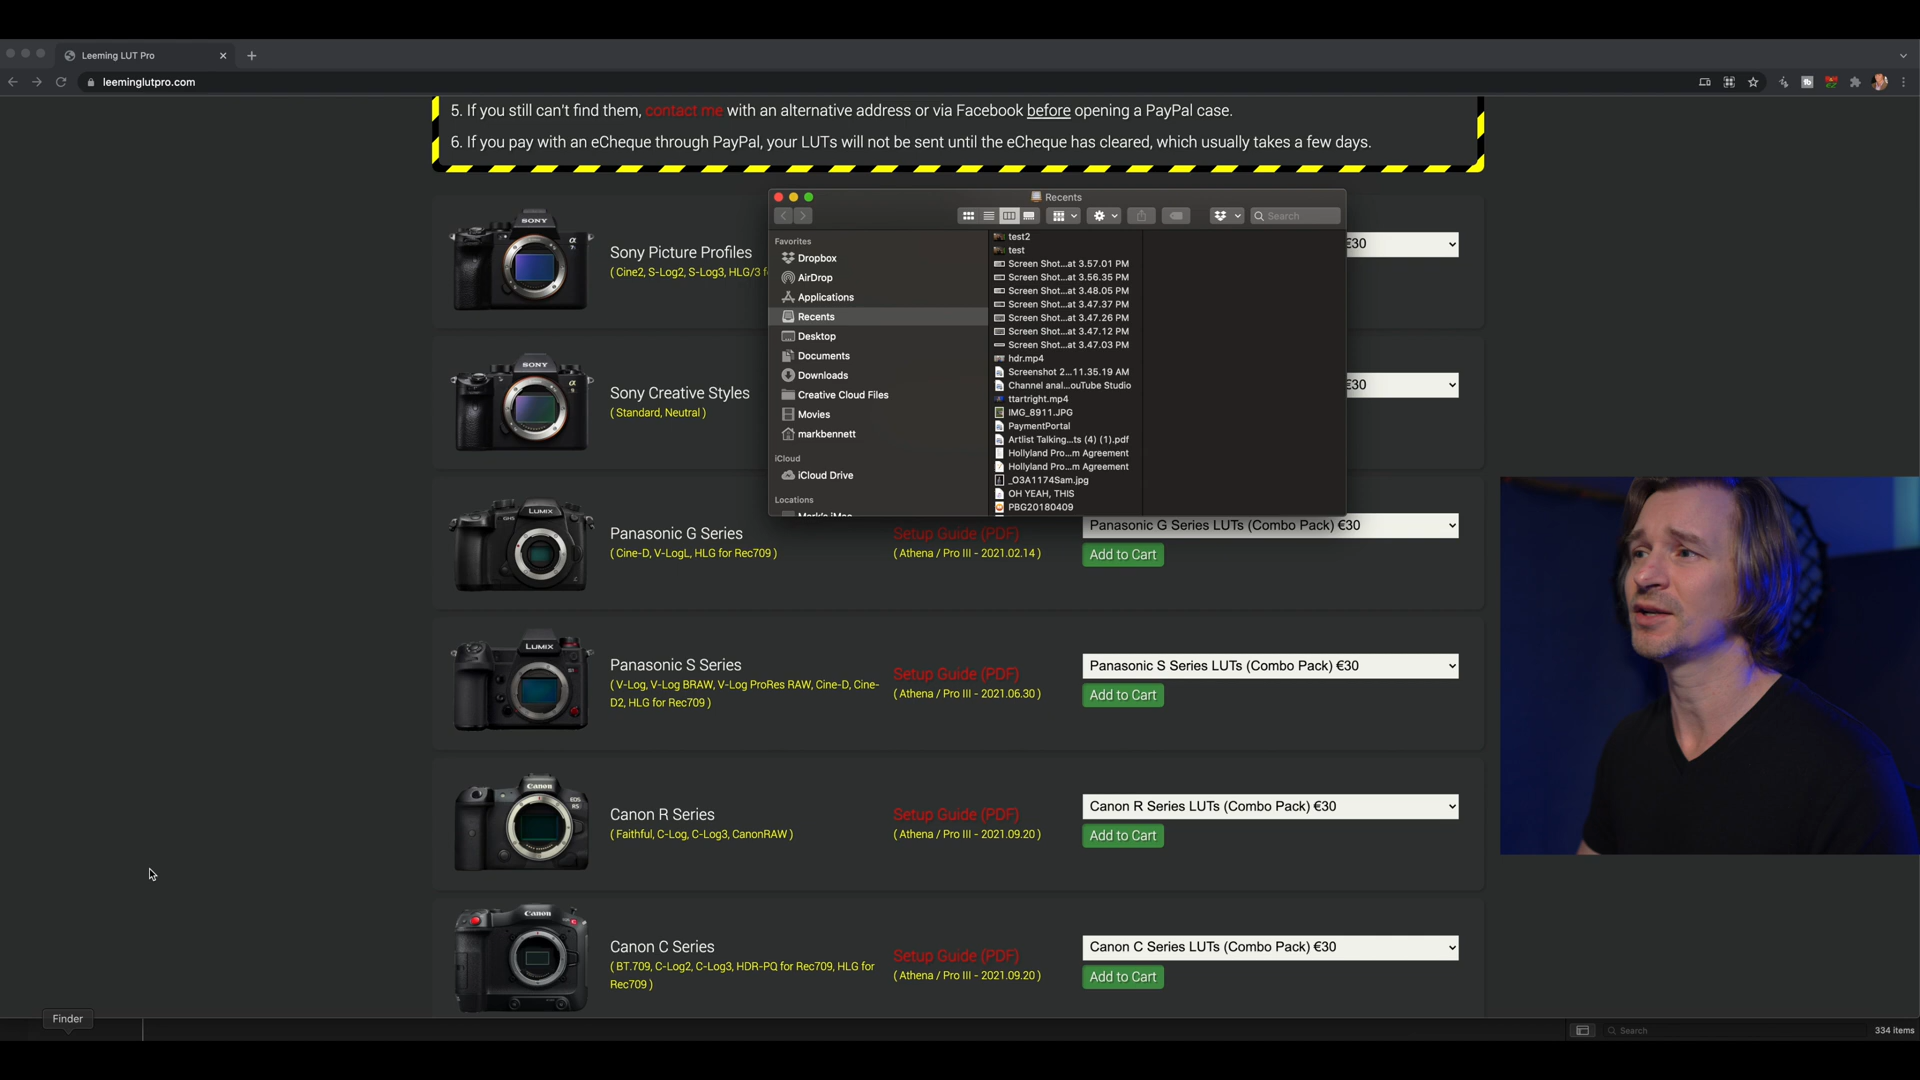 Leeming LUT Pro
leeminglutpro.com
5. If you still can't find them, contact me with an alternative address or via Facebook before opening a PayPal case.
6. If you pay with an eCheque through PayPal, your LUTs will not be sent until the eCheque has cleared, which usually takes a few days.
SONY
Sony Picture Profiles
( Cine2, S-Log2, S-Log3, HLG/3 f
€30
SONY
Sony Creative Styles
( Standard, Neutral )
€30
Recents
Search
Favorites
Dropbox
AirDrop
Applications
Recents
Desktop
Documents
Downloads
Creative Cloud Files
Movies
markbennett
iCloud
iCloud Drive
Locations
Mark's iMac
test2
test
Screen Shot...at 3.57.01 PM
Screen Shot...at 3.56.35 PM
Screen Shot...at 3.48.05 PM
Screen Shot...at 3.47.37 PM
Screen Shot...at 3.47.26 PM
Screen Shot...at 3.47.12 PM
Screen Shot...at 3.47.03 PM
hdr.mp4
Screenshot 2...11.35.19 AM
Channel anal...ouTube Studio
ttartright.mp4
IMG_8911.JPG
PaymentPortal
Artlist Talking...ts (4) (1).pdf
Hollyland Pro...m Agreement
Hollyland Pro...m Agreement
_O3A1174Sam.jpg
OH YEAH, THIS
PBG20180409
LUMIX
GH5
Panasonic G Series
( Cine-D, V-LogL, HLG for Rec709 )
Setup Guide (PDF)
( Athena / Pro III - 2021.02.14 )
Panasonic G Series LUTs (Combo Pack) €30
Add to Cart
LUMIX
Panasonic S Series
( V-Log, V-Log BRAW, V-Log ProRes RAW, Cine-D, Cine-
D2, HLG for Rec709 )
Setup Guide (PDF)
( Athena / Pro III - 2021.06.30 )
Panasonic S Series LUTs (Combo Pack) €30
Add to Cart
Canon
EOS
R5
Canon R Series
( Faithful, C-Log, C-Log3, CanonRAW )
Setup Guide (PDF)
( Athena / Pro III - 2021.09.20 )
Canon R Series LUTs (Combo Pack) €30
Add to Cart
Canon
Canon C Series
( BT.709, C-Log2, C-Log3, HDR-PQ for Rec709, HLG for
Rec709 )
Setup Guide (PDF)
( Athena / Pro III - 2021.09.20 )
Canon C Series LUTs (Combo Pack) €30
Add to Cart
Finder
Search
334 items